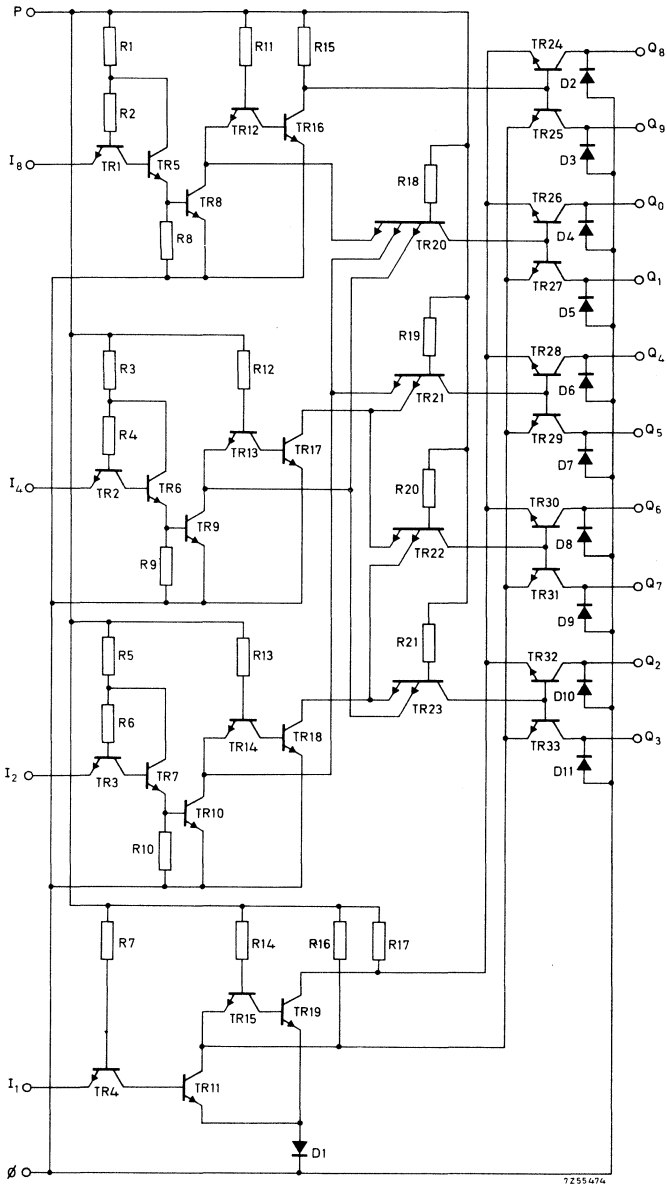 P
R1
R11
R15
TR24
Q8
R2
D2
TR12
TR16
TR25
Q9
I8
TR1
TR5
D3
R18
TR8
TR26
Q0
R8
TR20
D4
TR27
Q1
D5
R19
R3
R12
TR28
Q4
TR21
D6
R4
TR17
TR13
TR29
Q5
D7
I4
TR2
TR6
R20
TR30
Q6
TR9
TR22
D8
R9
TR31
Q7
D9
R5
R13
R21
TR32
Q2
TR23
D10
R6
TR18
TR14
TR33
Q3
D11
I2
TR3
TR7
TR10
R10
R7
R14
R16
R17
TR15
TR19
I1
TR4
TR11
D1
Ø
7Z55474